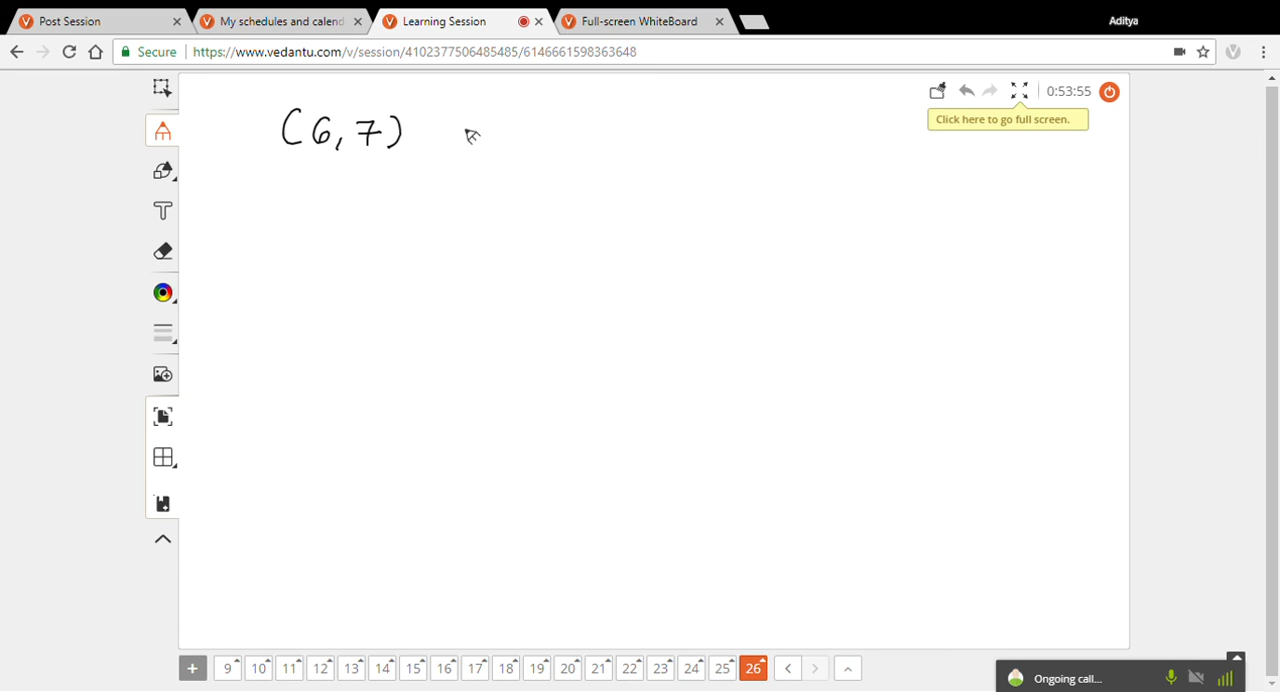 Post Session
My schedules and calend
Learning Session
Full-screen WhiteBoard
Aditya
Secure https://www.vedantu.com/v/session/4102377506485485/6146661598363648
0:53:55
Click here to go full screen.
(6,7)
+ 9 10 11 12 13 14 15 16 17 18 19 20 21 22 23 24 25 26
Ongoing call...